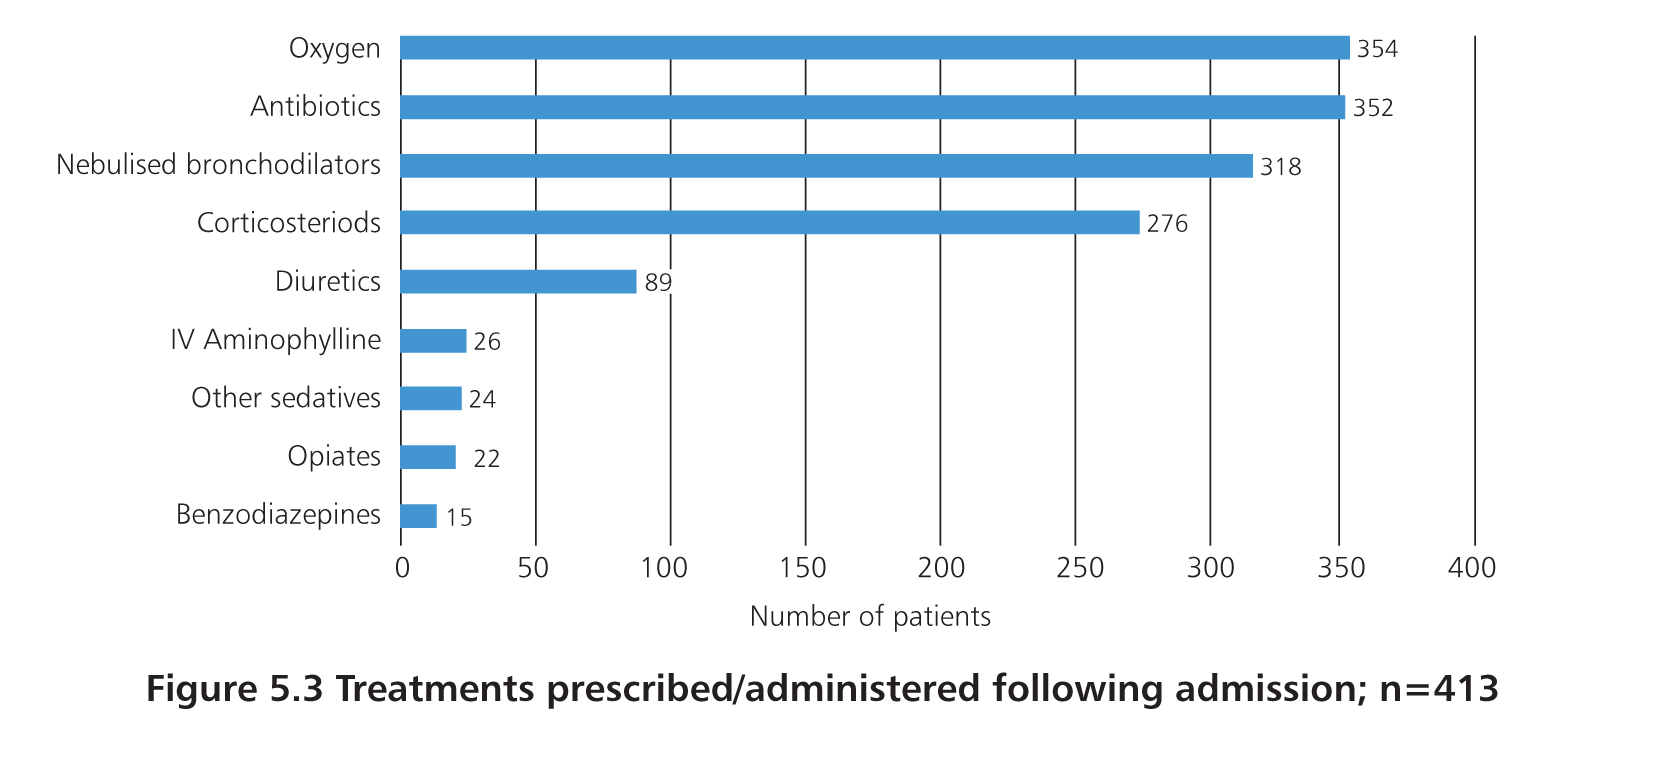 Oxygen 354
Antibiotics 352
Nebulised bronchodilators 318
Corticosteriods 276
Diuretics 89
IV Aminophylline 26
Other sedatives 24
Opiates 22
Benzodiazepines 15
0 50 100 150 200 250 300 350 400
Number of patients
Figure 5.3 Treatments prescribed/administered following admission; n=413